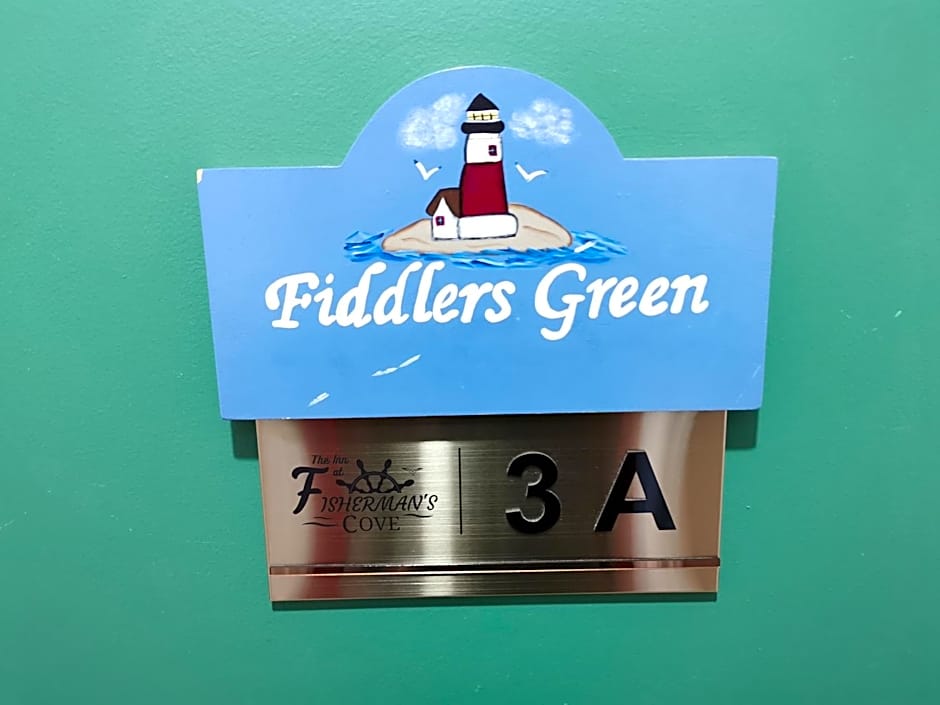 Fiddlers Green
The Inn
at
FISHERMAN'S
COVE
3 A